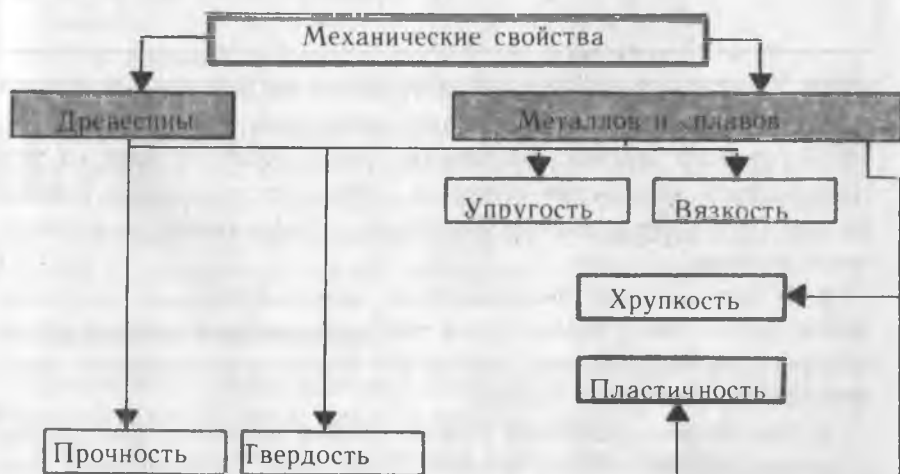 Механические свойства
Древесины
Металлов и сплавов
Упругость
Вязкость
Хрупкость
Пластичность
Прочность
Твердость